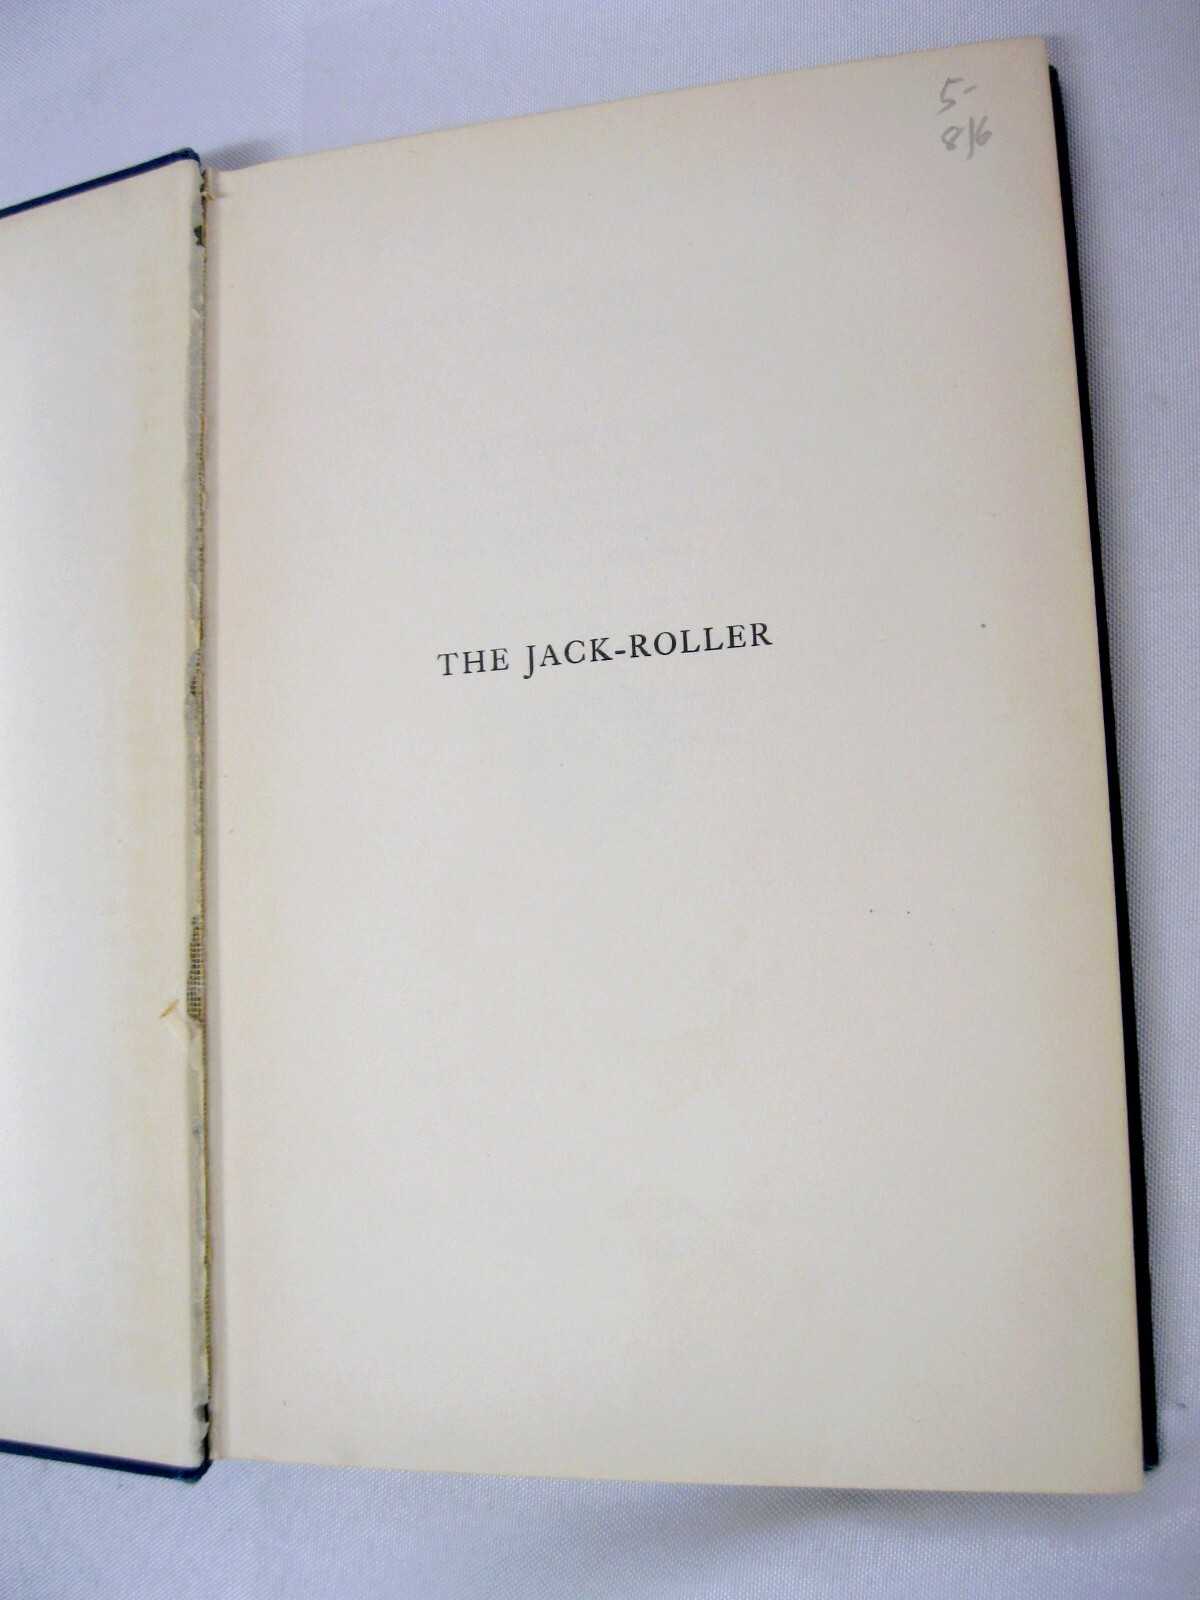 5-
8/6
THE JACK-ROLLER